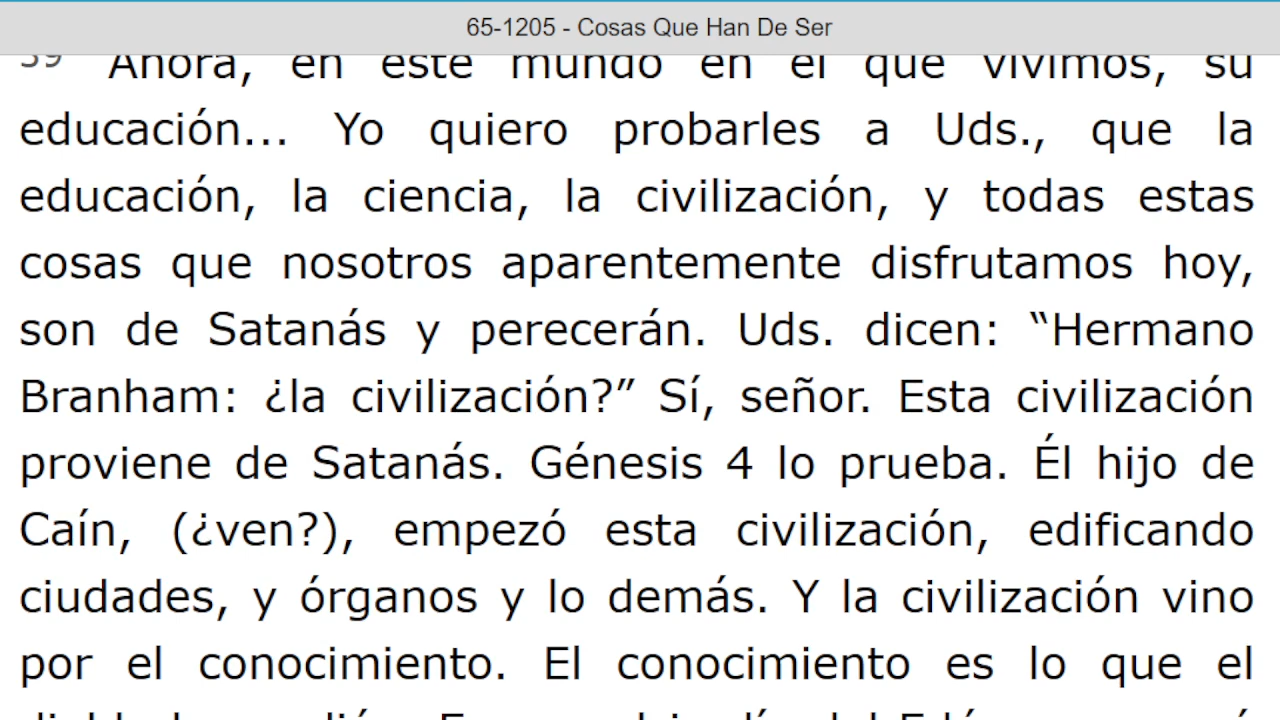 65-1205 - Cosas Que Han De Ser
39 Ahora, en este mundo en el que vivimos, su
educación... Yo quiero probarles a Uds., que la
educación, la ciencia, la civilización, y todas estas
cosas que nosotros aparentemente disfrutamos hoy,
son de Satanás y perecerán. Uds. dicen: “Hermano
Branham: ¿la civilización?” Sí, señor. Esta civilización
proviene de Satanás. Génesis 4 lo prueba. Él hijo de
Caín, (¿ven?), empezó esta civilización, edificando
ciudades, y órganos y lo demás. Y la civilización vino
por el conocimiento. El conocimiento es lo que el